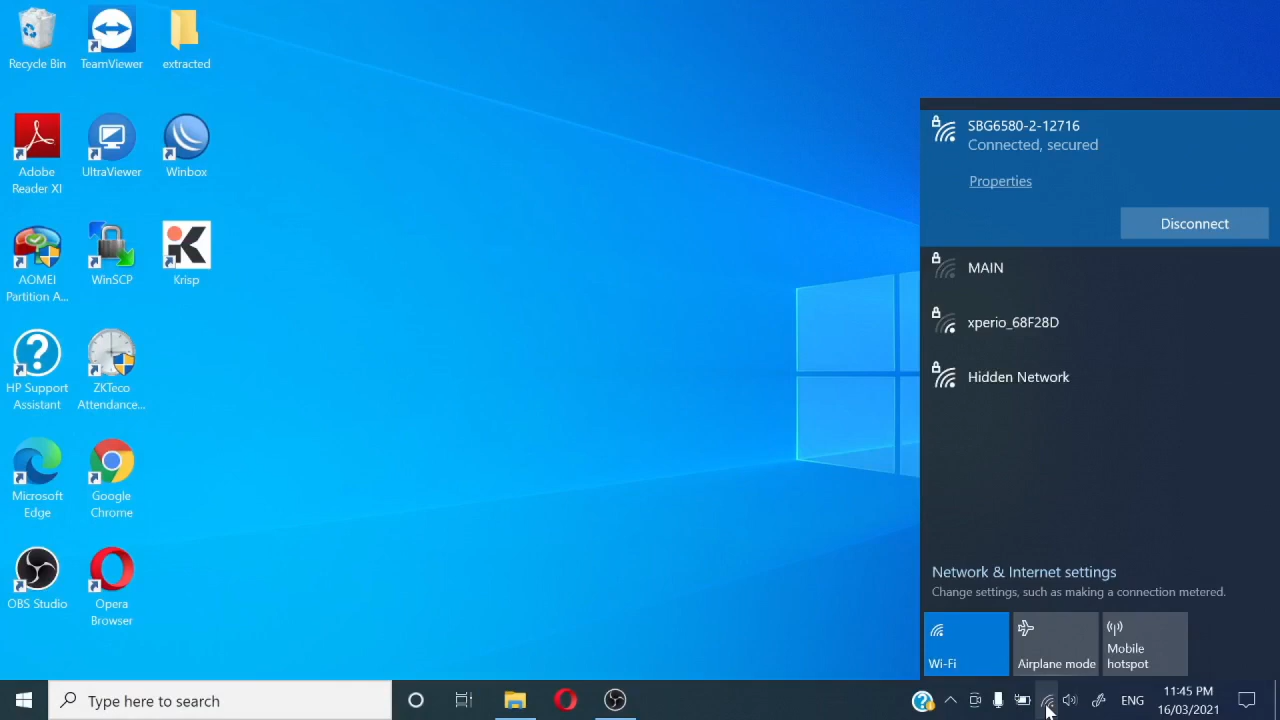 Recycle Bin
TeamViewer
extracted
Adobe
Reader XI
UltraViewer
Winbox
AOMEI
Partition A...
WinSCP
Krisp
HP Support
Assistant
ZKTeco
Attendance...
Microsoft
Edge
Google
Chrome
OBS Studio
Opera
Browser
SBG6580-2-12716
Connected, secured
Properties
Disconnect
MAIN
xperio_68F28D
Hidden Network
Network & Internet settings
Change settings, such as making a connection metered.
Wi-Fi
Airplane mode
Mobile
hotspot
Type here to search
ENG
11:45 PM
16/03/2021